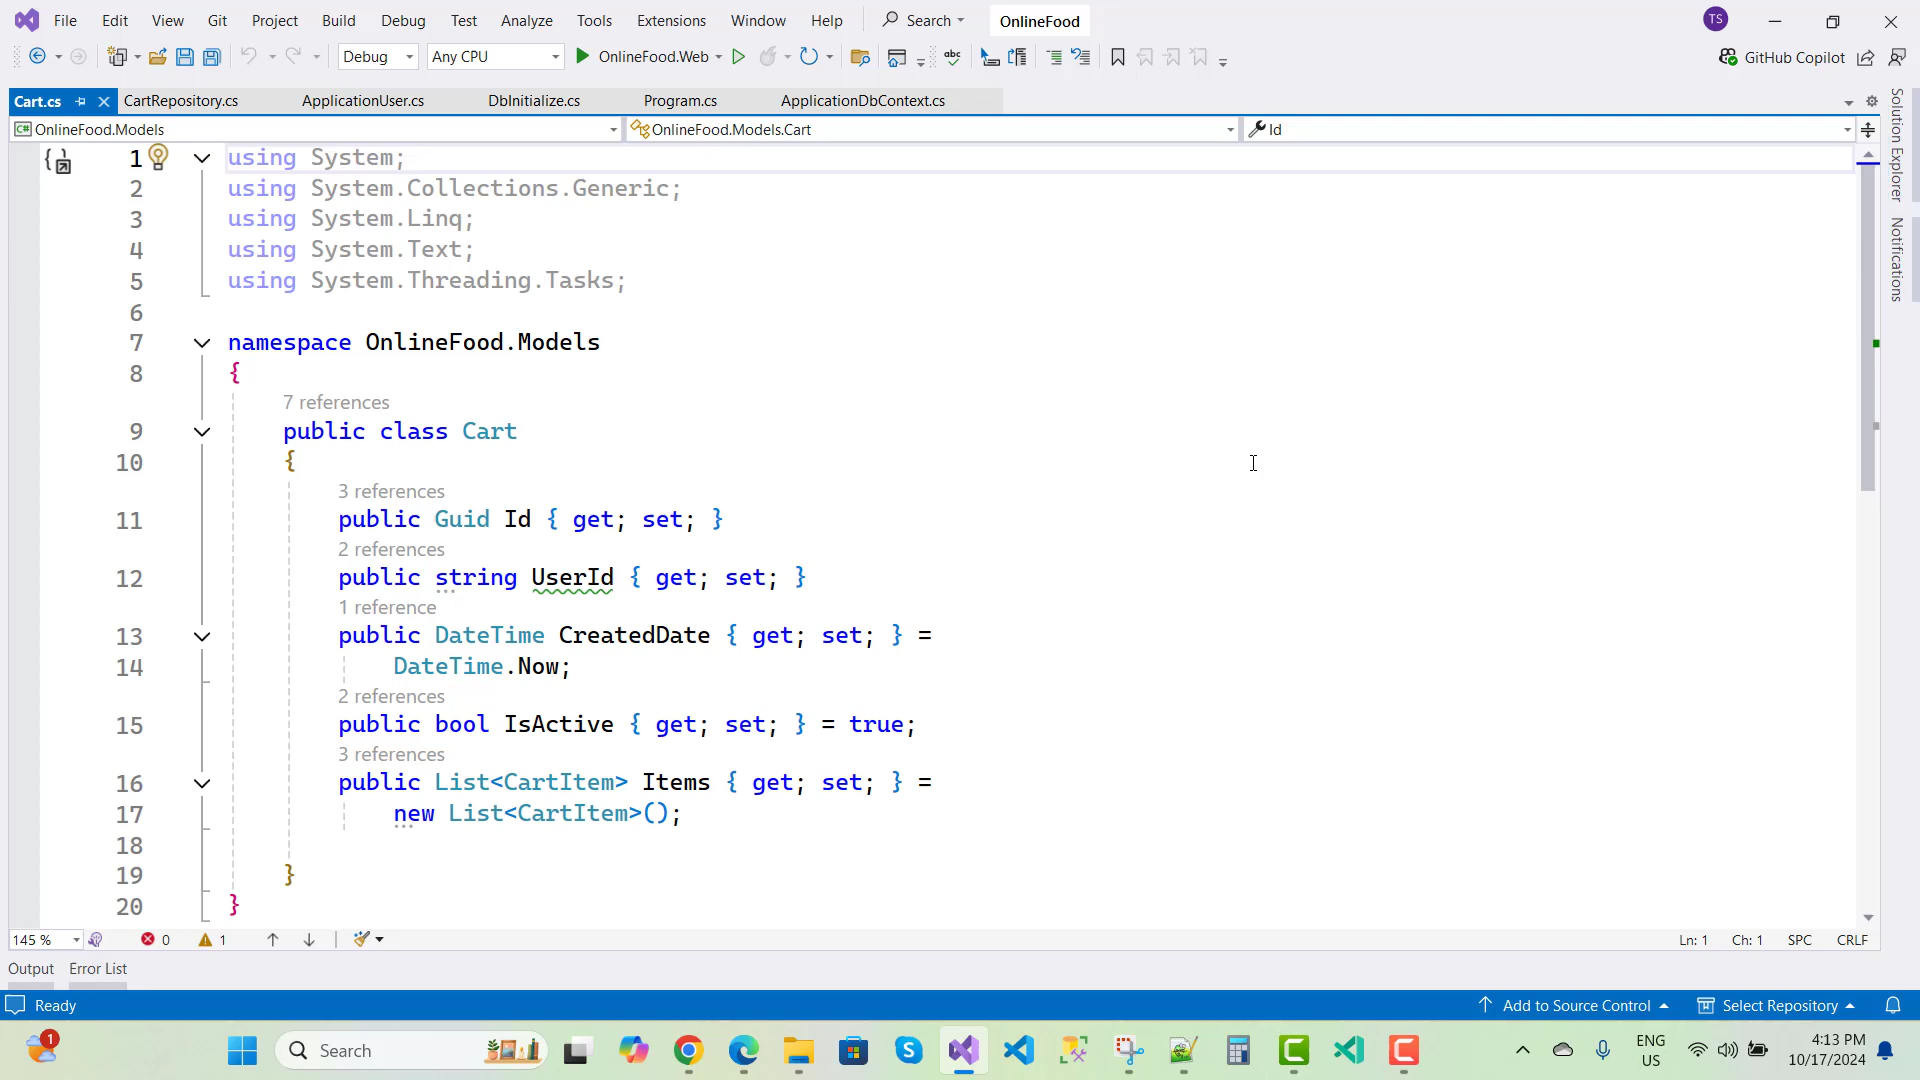 File Edit View Git Project Build Debug Test Analyze Tools Extensions Window Help Search OnlineFood TS
Debug Any CPU OnlineFood.Web abc GitHub Copilot
Cart.cs CartRepository.cs ApplicationUser.cs DbInitialize.cs Program.cs ApplicationDbContext.cs
C# OnlineFood.Models OnlineFood.Models.Cart Id
Solution Explorer
Notifications
1 using System;
2 using System.Collections.Generic;
3 using System.Linq;
4 using System.Text;
5 using System.Threading.Tasks;
6
7 namespace OnlineFood.Models
8 {
7 references
9 public class Cart
10 {
3 references
11 public Guid Id { get; set; }
2 references
12 public string UserId { get; set; }
1 reference
13 public DateTime CreatedDate { get; set; } =
14 DateTime.Now;
2 references
15 public bool IsActive { get; set; } = true;
3 references
16 public List<CartItem> Items { get; set; } =
17 new List<CartItem>();
18
19 }
20 }
145 % 0 1 Ln: 1 Ch: 1 SPC CRLF
Output Error List
Ready Add to Source Control Select Repository
1 Search ENG US 4:13 PM 10/17/2024